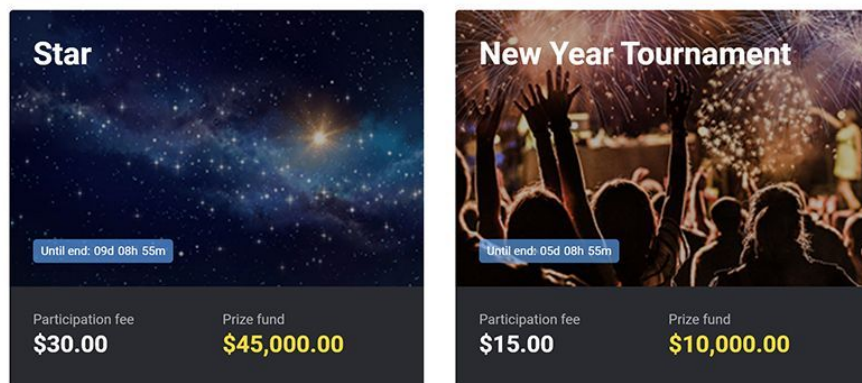 Star
Until end: 09d 08h 55m
Participation fee
$30.00
Prize fund
$45,000.00
New Year Tournament
Until end: 05d 08h 55m
Participation fee
$15.00
Prize fund
$10,000.00